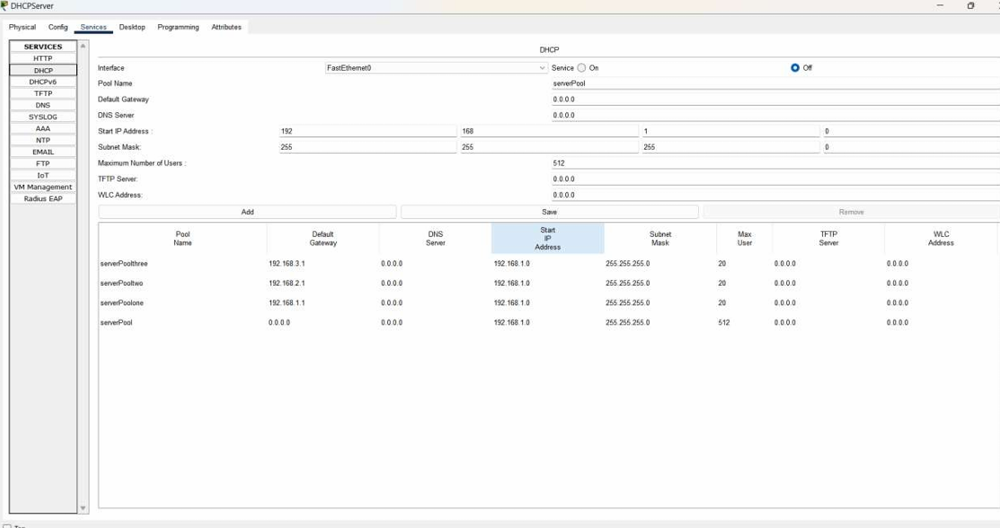 DHCPServer
Physical Config Services Desktop Programming Attributes
SERVICES
HTTP
DHCP
DHCPv6
TFTP
DNS
SYSLOG
AAA
NTP
EMAIL
FTP
IoT
VM Management
Radius EAP
DHCP
Interface FastEthernet0 Service On Off
Pool Name serverPool
Default Gateway 0.0.0.0
DNS Server 0.0.0.0
Start IP Address : 192 168 1 0
Subnet Mask: 255 255 255 0
Maximum Number of Users : 512
TFTP Server: 0.0.0.0
WLC Address: 0.0.0.0
Add Save Remove
Pool Name Default Gateway DNS Server Start IP Address Subnet Mask Max User TFTP Server WLC Address
serverPoolthree 192.168.3.1 0.0.0.0 192.168.1.0 255.255.255.0 20 0.0.0.0 0.0.0.0
serverPooltwo 192.168.2.1 0.0.0.0 192.168.1.0 255.255.255.0 20 0.0.0.0 0.0.0.0
serverPoolone 192.168.1.1 0.0.0.0 192.168.1.0 255.255.255.0 20 0.0.0.0 0.0.0.0
serverPool 0.0.0.0 0.0.0.0 192.168.1.0 255.255.255.0 512 0.0.0.0 0.0.0.0